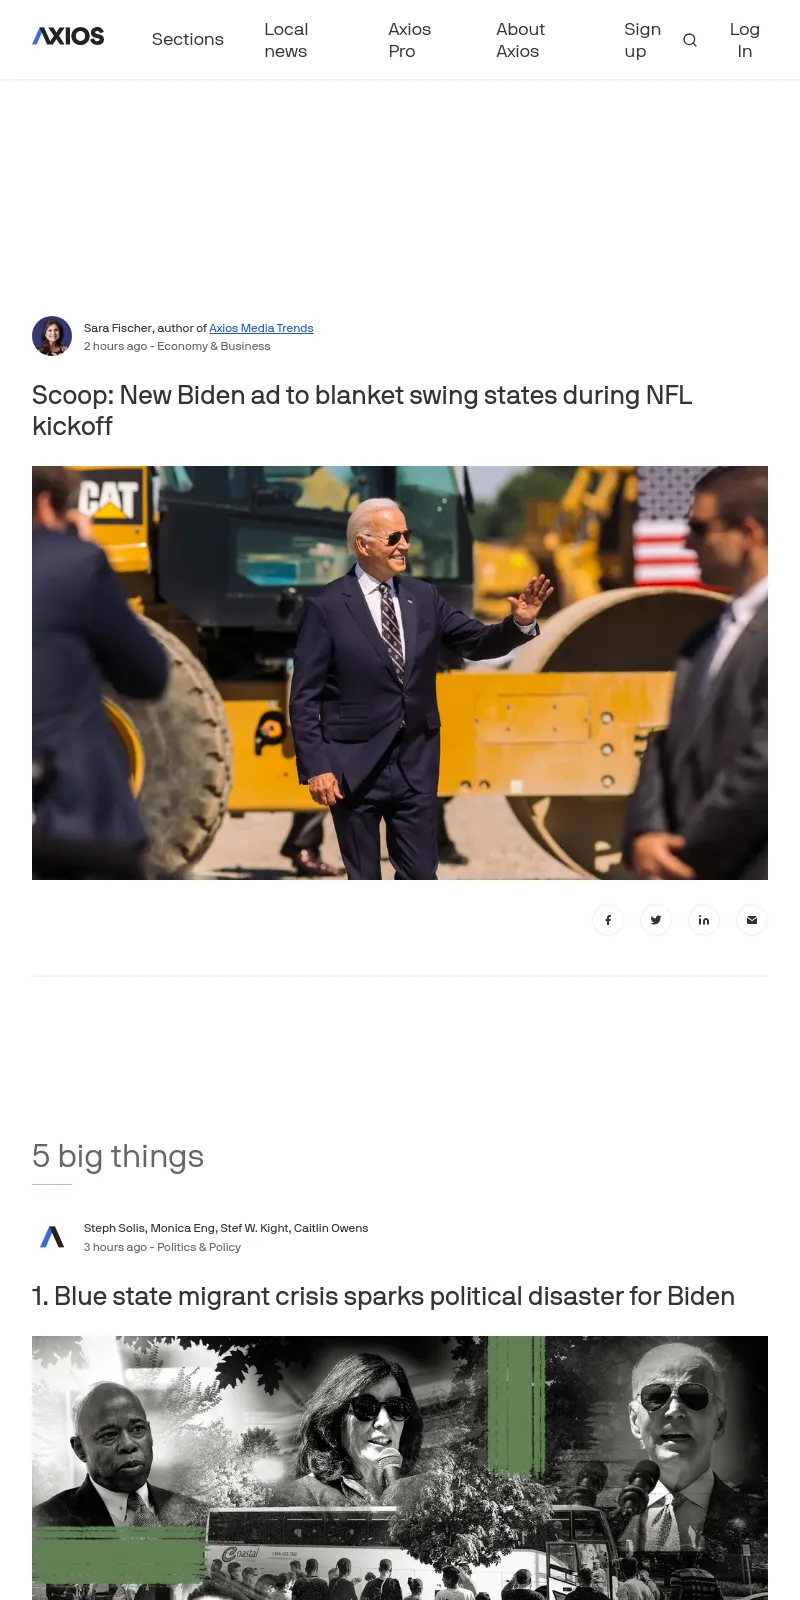 AXIOS
Sections
Local
news
Axios
Pro
About
Axios
Sign
up
Log
In
Sara Fischer, author of Axios Media Trends
2 hours ago - Economy & Business
Scoop: New Biden ad to blanket swing states during NFL
kickoff
CAT
5 big things
Steph Solis, Monica Eng, Stef W. Kight, Caitlin Owens
3 hours ago - Politics & Policy
1. Blue state migrant crisis sparks political disaster for Biden
Coastal